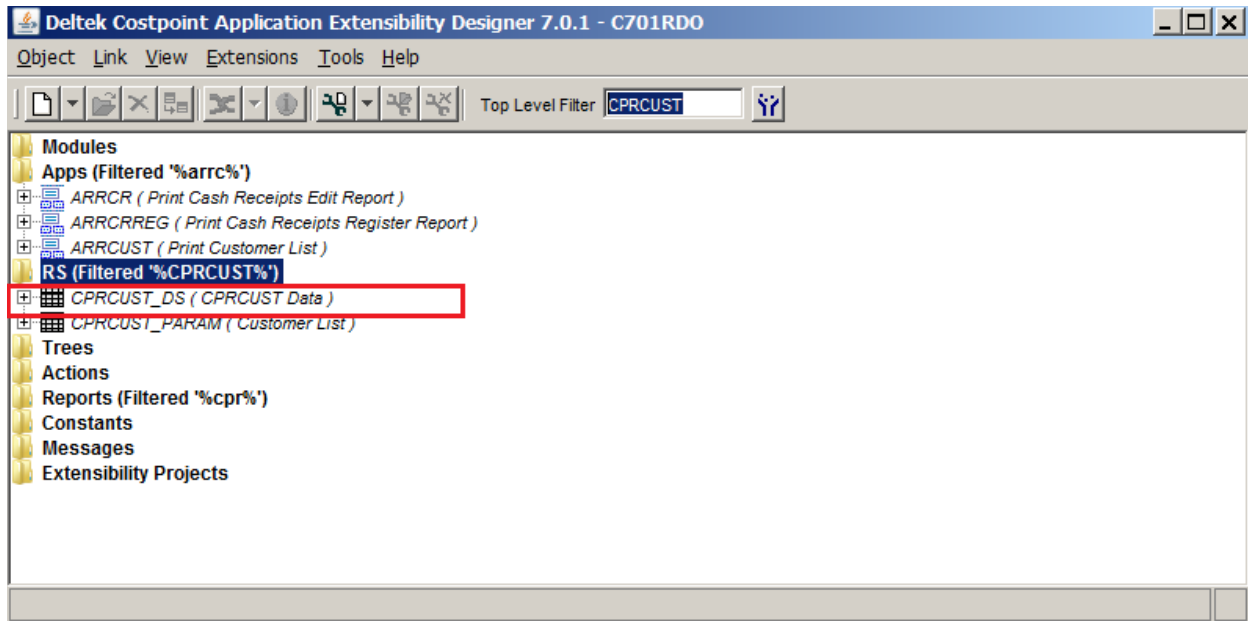 Deltek Costpoint Application Extensibility Designer 7.0.1 - C701RDO
Object Link View Extensions Tools Help
Top Level Filter CPRCUST
Modules
Apps (Filtered '%arrc%')
ARRCR ( Print Cash Receipts Edit Report )
ARRCRREG ( Print Cash Receipts Register Report )
ARRCUST ( Print Customer List )
RS (Filtered '%CPRCUST%')
CPRCUST_DS ( CPRCUST Data )
CPRCUST_PARAM ( Customer List )
Trees
Actions
Reports (Filtered '%cpr%')
Constants
Messages
Extensibility Projects